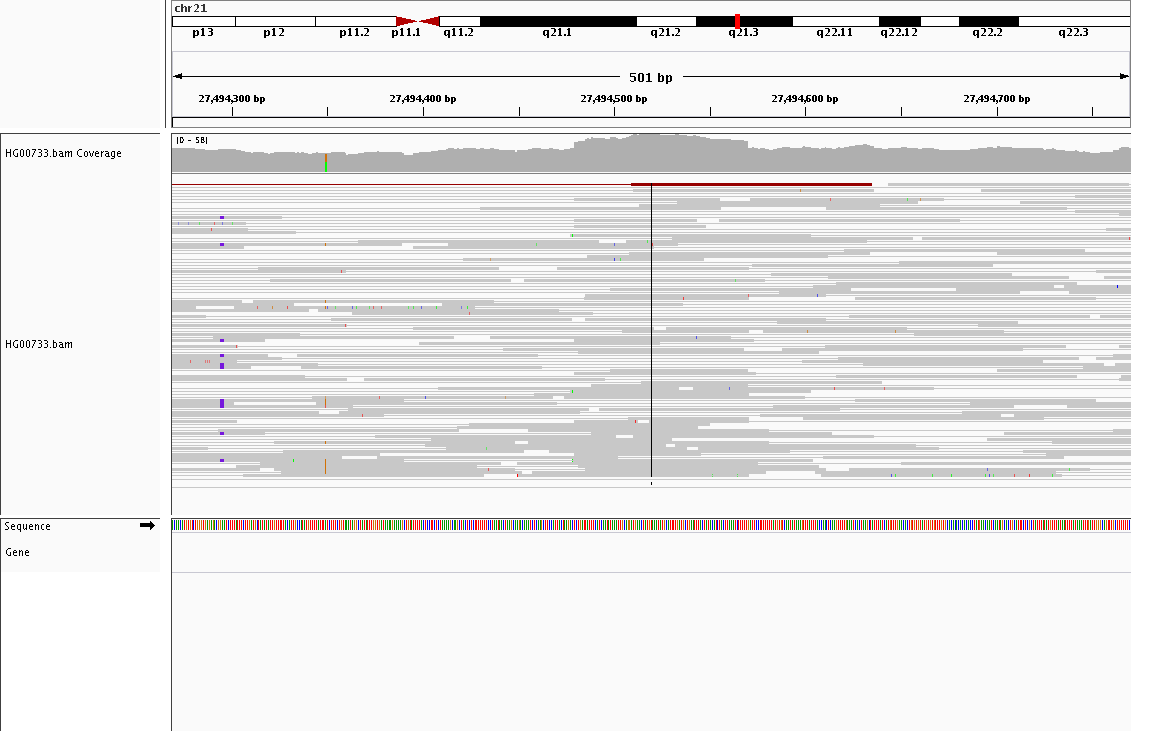 chr21
p13 p12 p11.2 p11.1 q11.2 q21.1 q21.2 q21.3 q22.11 q22.12 q22.2 q22.3
501 bp
27,494,300 bp 27,494,400 bp 27,494,500 bp 27,494,600 bp 27,494,700 bp
[0 - 58]
HG00733.bam Coverage
HG00733.bam
Sequence
Gene